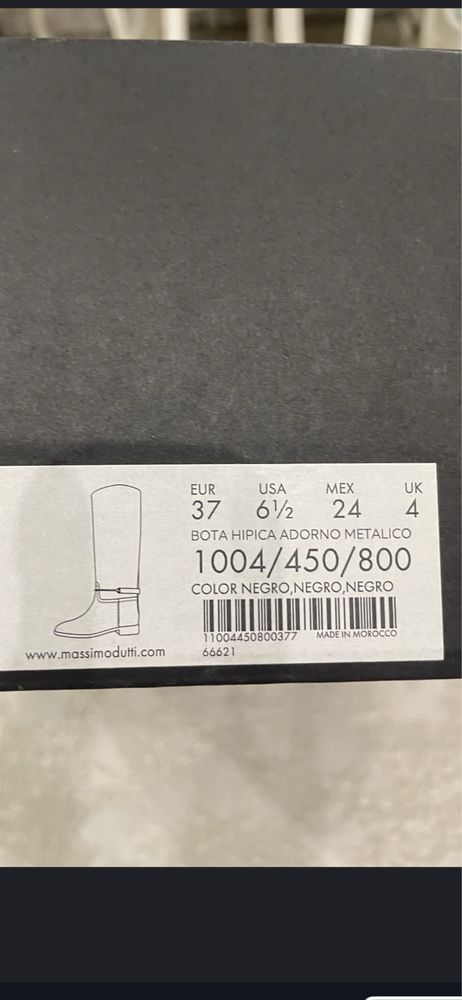 EUR USA MEX UK
37 6½ 24 4
BOTA HIPICA ADORNO METALICO
1004/450/800
COLOR NEGRO,NEGRO,NEGRO
11004450800377 MADE IN MOROCCO
www.massimodutti.com 66621